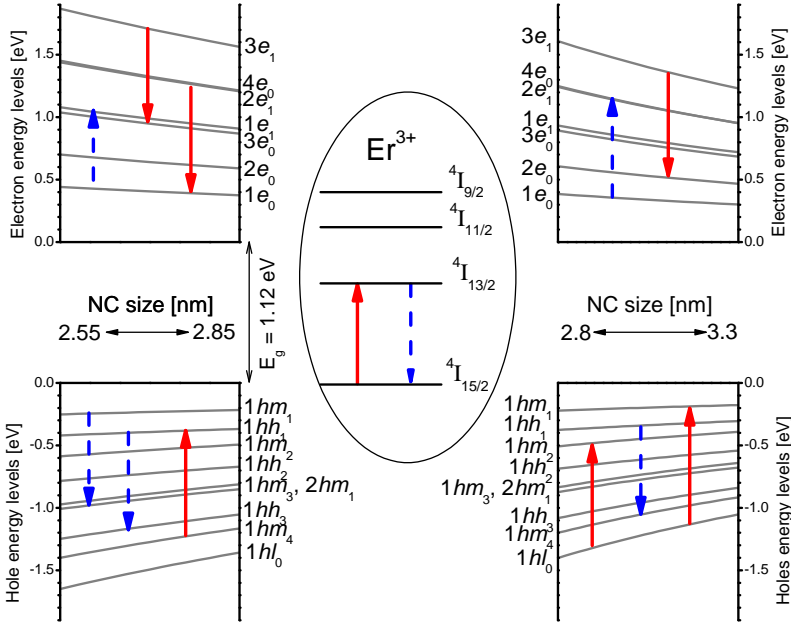 Electron energy levels [eV]
1.5
1.0
0.5
0.0
3e1
4e0
2e1
1e1
3e0
2e0
1e0
NC size [nm]
2.55 2.85
Eg = 1.12 eV
Hole energy levels [eV]
0.0
-0.5
-1.0
-1.5
1hm1
1hh1
1hm2
1hh2
1hm3, 2hm1
1hh3
1hm4
1hl0
Er3+
4I9/2
4I11/2
4I13/2
4I15/2
3e1
4e0
2e1
1e1
3e0
2e0
1e0
1.5
1.0
0.5
0.0
Electron energy levels [eV]
NC size [nm]
2.8 3.3
1hm1
1hh1
1hm2
1hh2
1hm3, 2hm1
1hh3
1hm4
1hl0
0.0
-0.5
-1.0
-1.5
Holes energy levels [eV]